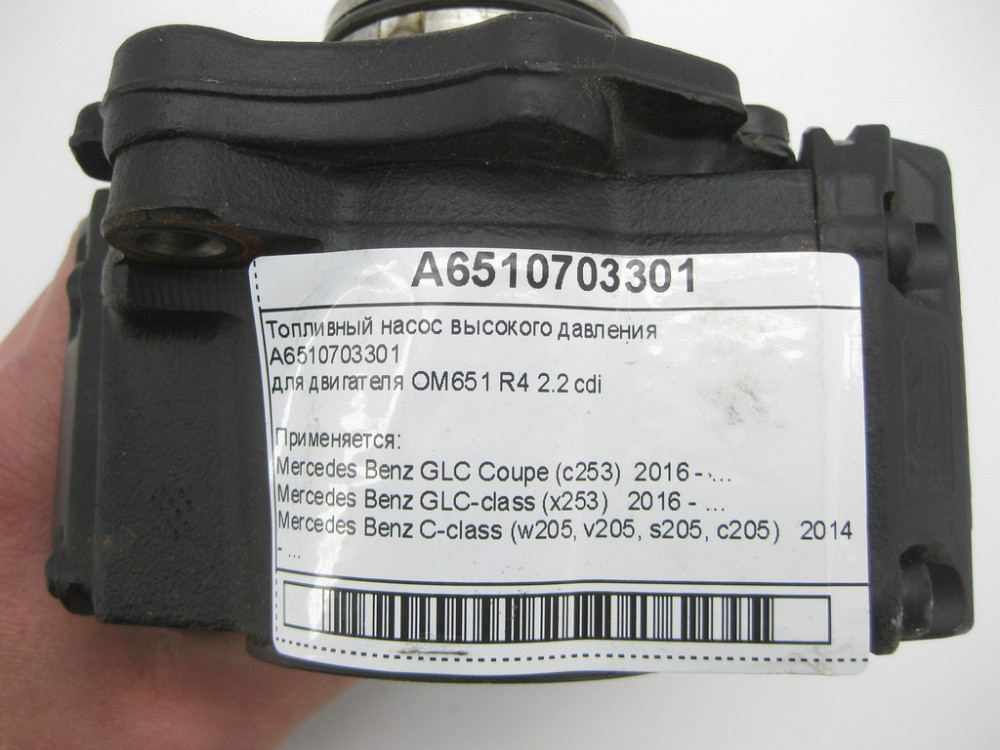 A6510703301
Топливный насос высокого давления
A6510703301
для двигателя OM651 R4 2.2 cdi
Применяется:
Mercedes Benz GLC Coupe (c253) 2016 - ...
Mercedes Benz GLC-class (x253) 2016 - ...
Mercedes Benz C-class (w205, v205, s205, c205) 2014
- ...